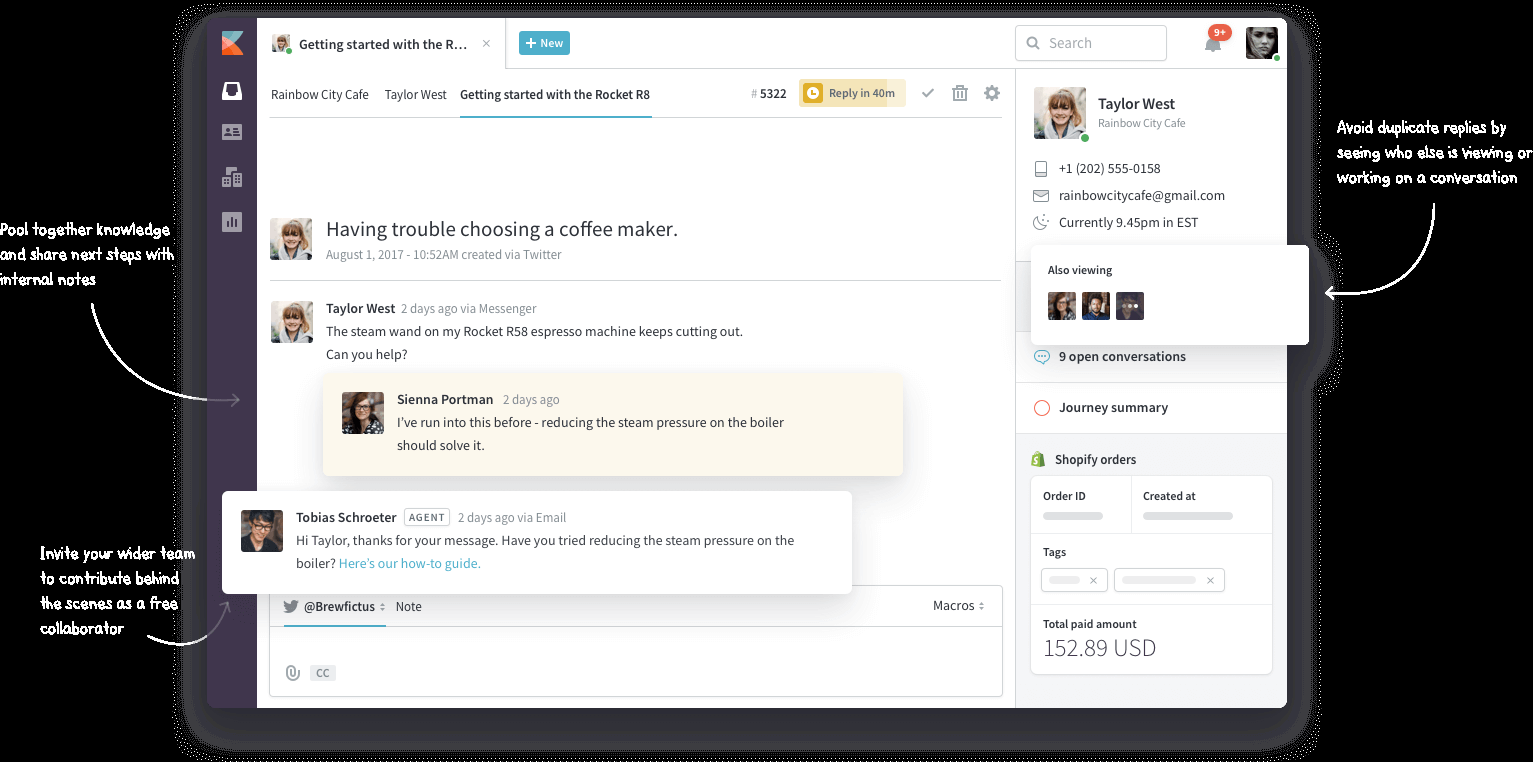 Getting started with the R...
+ New
Search
9+
Rainbow City Cafe
Taylor West
Getting started with the Rocket R8
# 5322
Reply in 40m
Having trouble choosing a coffee maker.
August 1, 2017 - 10:52AM created via Twitter
Taylor West 2 days ago via Messenger
The steam wand on my Rocket R58 espresso machine keeps cutting out.
Can you help?
Sienna Portman 2 days ago
I've run into this before - reducing the steam pressure on the boiler
should solve it.
Tobias Schroeter AGENT 2 days ago via Email
Hi Taylor, thanks for your message. Have you tried reducing the steam pressure on the
boiler? Here's our how-to guide.
@Brewfictus
Note
Macros
CC
Taylor West
Rainbow City Cafe
+1 (202) 555-0158
rainbowcitycafe@gmail.com
Currently 9.45pm in EST
Also viewing
9 open conversations
Journey summary
Shopify orders
Order ID
Created at
Tags
Total paid amount
152.89 USD
Pool together knowledge
and share next steps with
internal notes
Invite your wider team
to contribute behind
the scenes as a free
collaborator
Avoid duplicate replies by
seeing who else is viewing or
working on a conversation